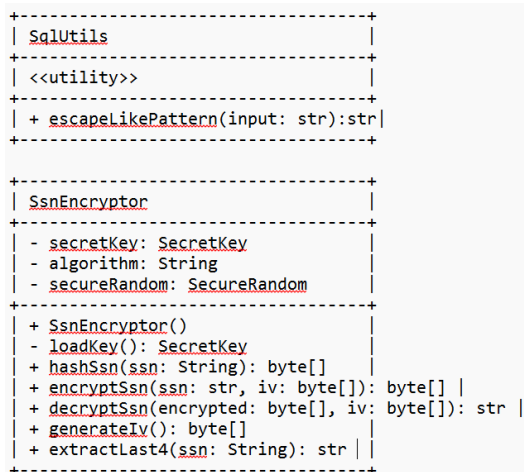 +-----------------------------------+
| SqlUtils                          |
+-----------------------------------+
| <<utility>>                       |
+-----------------------------------+
| + escapeLikePattern(input: str):str|
+-----------------------------------+

+-----------------------------------+
| SsnEncryptor                      |
+-----------------------------------+
| - secretKey: SecretKey            |
| - algorithm: String               |
| - secureRandom: SecureRandom      |
+-----------------------------------+
| + SsnEncryptor()                  |
| - loadKey(): SecretKey            |
| + hashSsn(ssn: String): byte[]    |
| + encryptSsn(ssn: str, iv: byte[]): byte[] |
| + decryptSsn(encrypted: byte[], iv: byte[]): str |
| + generateIv(): byte[]            |
| + extractLast4(ssn: String): str | |
+-----------------------------------+